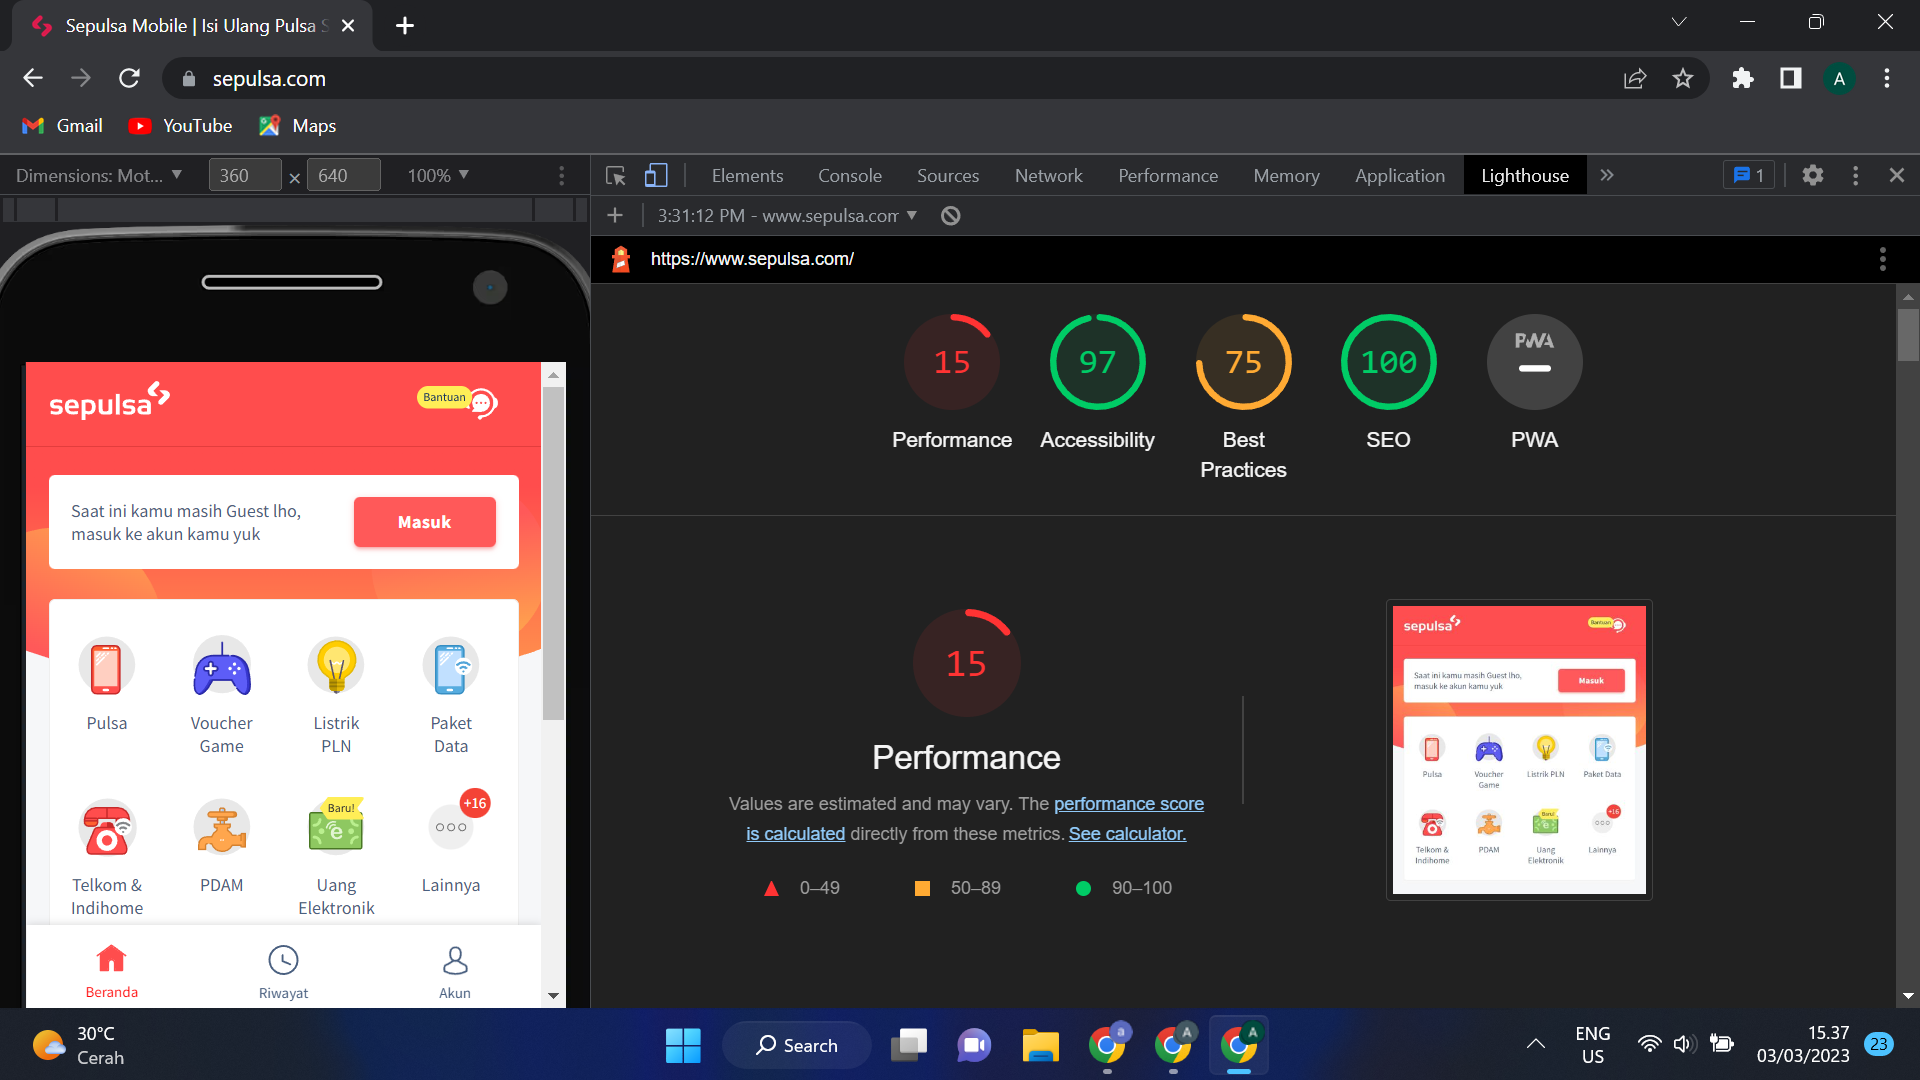 Sepulsa Mobile | Isi Ulang Pulsa S
sepulsa.com
A
Gmail
YouTube
Maps
Dimensions: Mot...
360
×
640
100%
Elements
Console
Sources
Network
Performance
Memory
Application
Lighthouse
»
1
3:31:12 PM - www.sepulsa.com
https://www.sepulsa.com/
15
97
75
100
PWA
Performance
Accessibility
Best
Practices
SEO
PWA
sepulsa
Bantuan
Saat ini kamu masih Guest lho,
masuk ke akun kamu yuk
Masuk
Pulsa
Voucher
Game
Listrik
PLN
Paket
Data
Baru!
+16
Telkom &
Indihome
PDAM
Uang
Elektronik
Lainnya
Beranda
Riwayat
Akun
15
Performance
Values are estimated and may vary. The performance score
is calculated directly from these metrics. See calculator.
0–49
50–89
90–100
sepulsa
Bantuan
Saat ini kamu masih Guest lho,
masuk ke akun kamu yuk
Masuk
Pulsa
Voucher
Game
Listrik PLN
Paket Data
Baru!
+16
Telkom &
Indihome
PDAM
Uang
Elektronik
Lainnya
30°C
Cerah
Search
a
A
A
ENG
US
15.37
03/03/2023
23